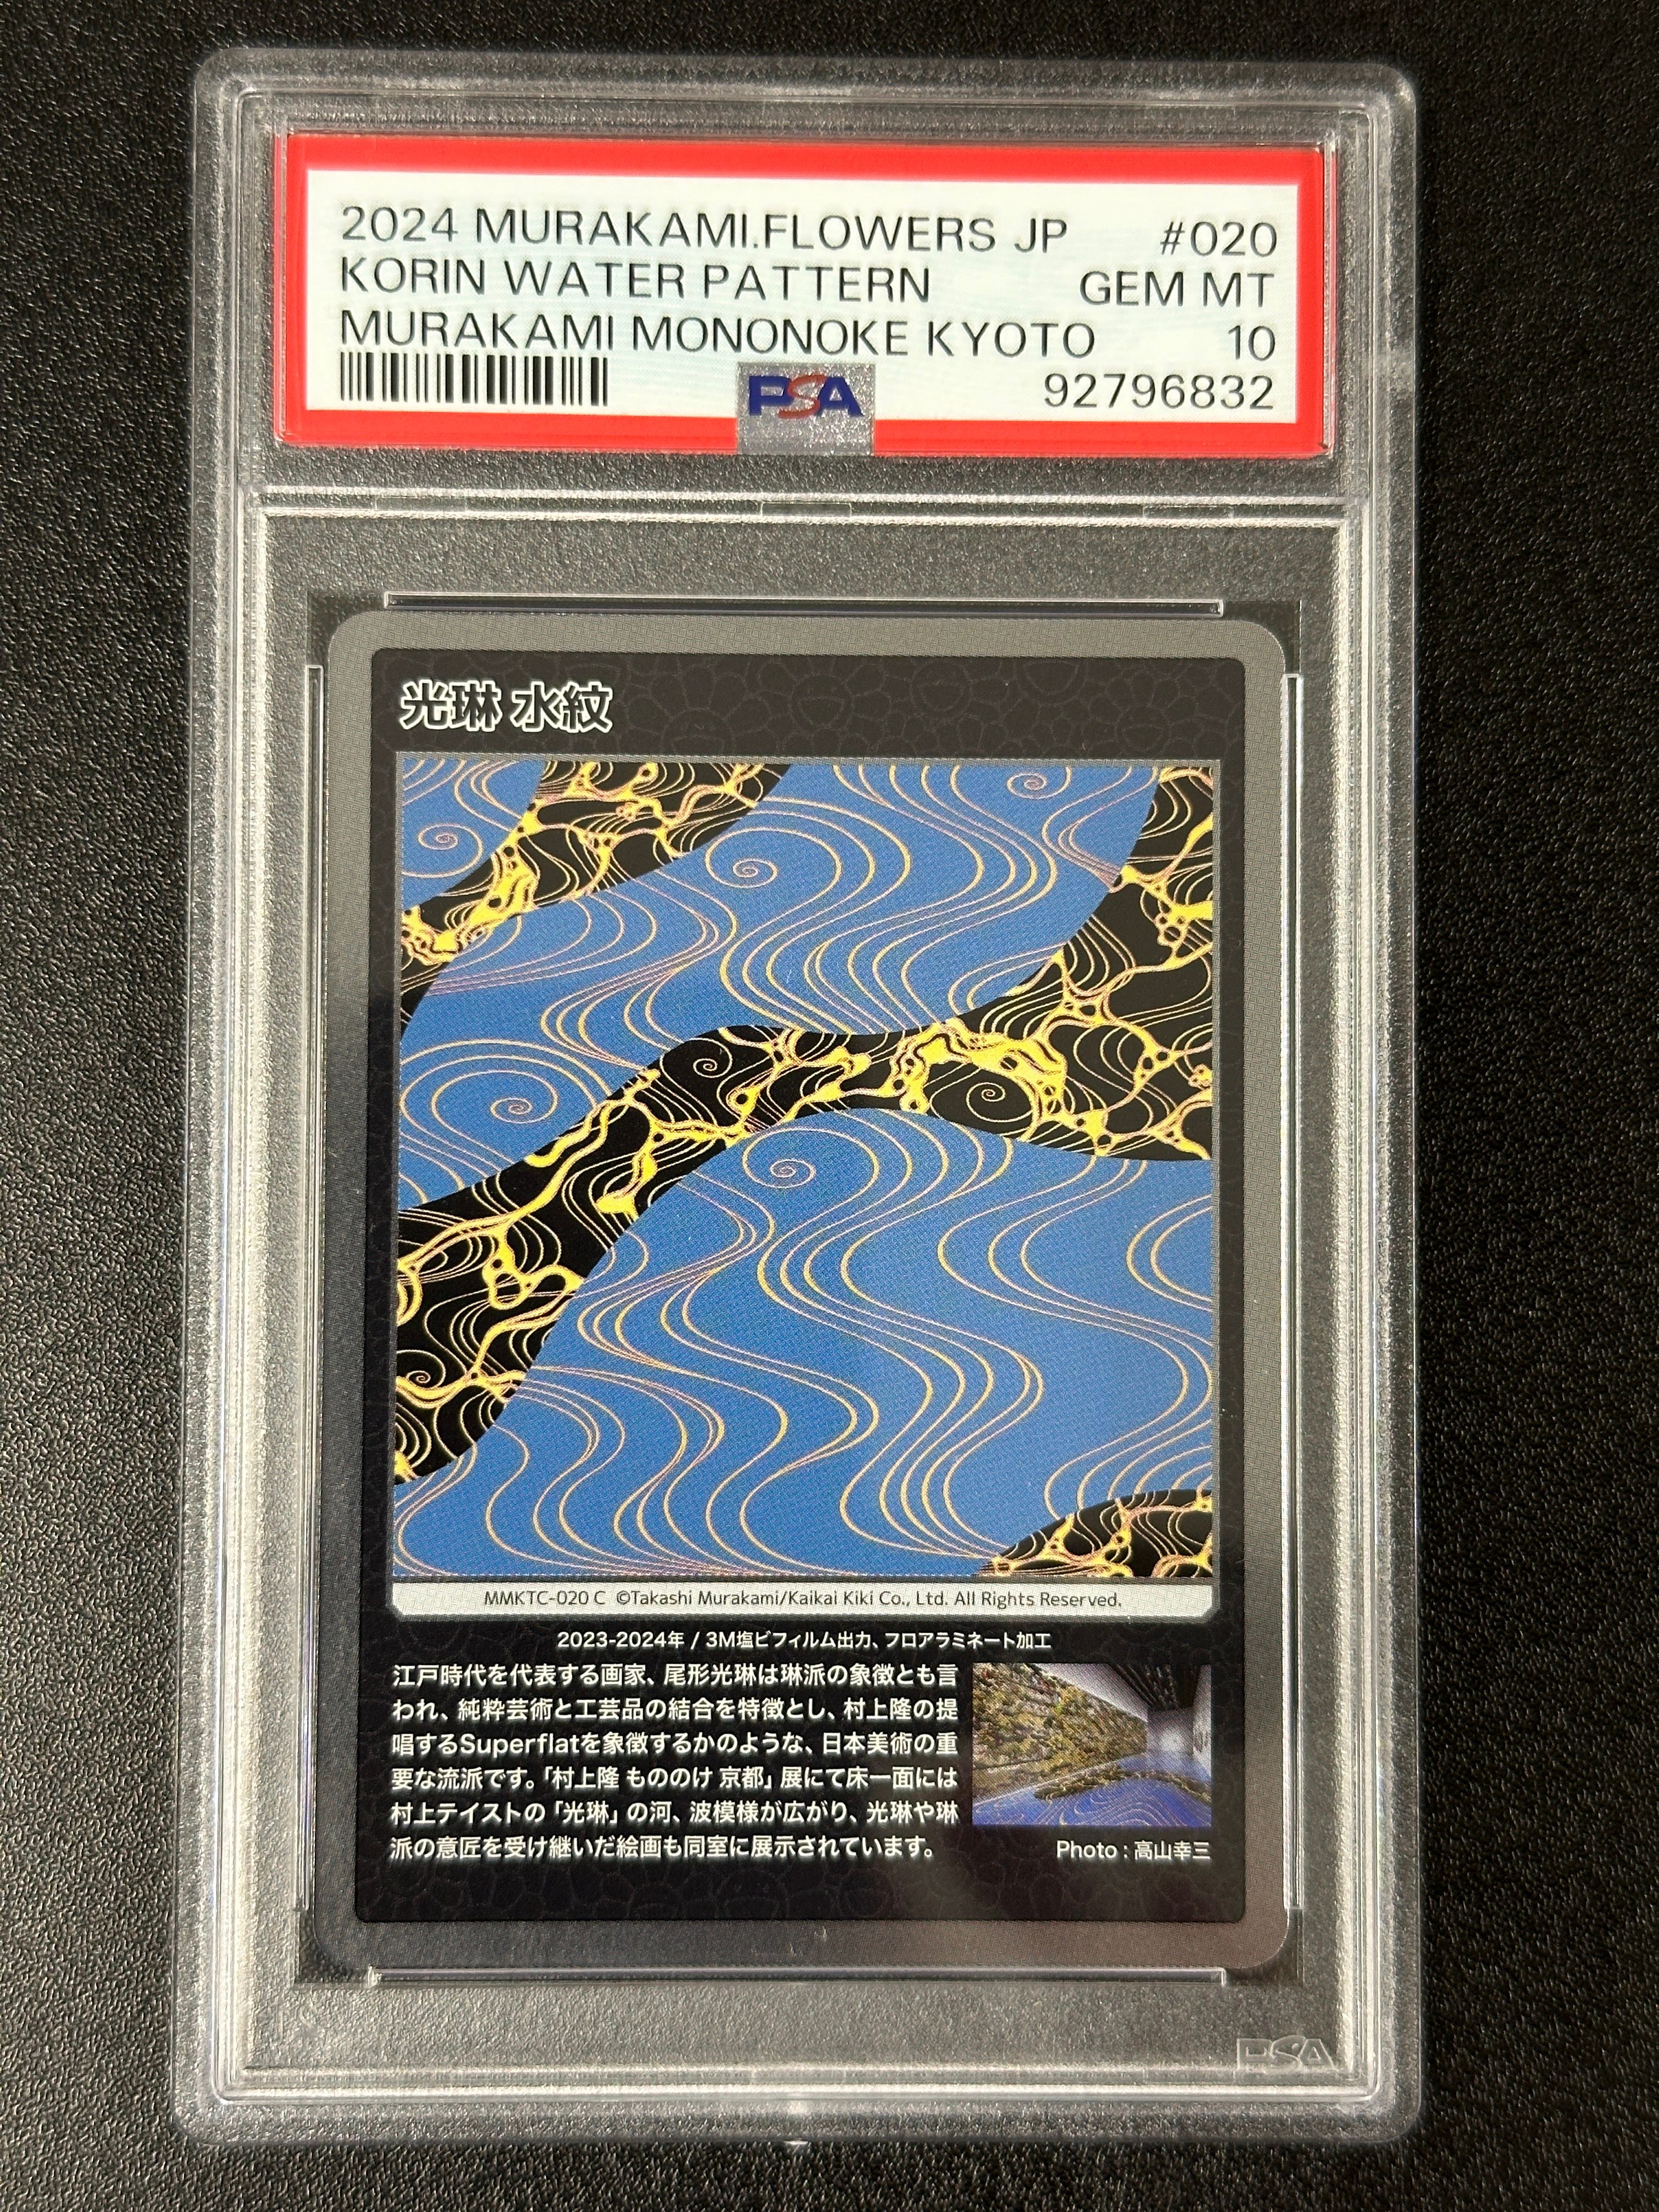 2024 MURAKAMI.FLOWERS JP #020
KORIN WATER PATTERN GEM MT
MURAKAMI MONONOKE KYOTO 10
PSA 92796832
光琳 水紋
MMKTC-020 C ©Takashi Murakami/Kaikai Kiki Co., Ltd. All Rights Reserved.
2023-2024年 / 3M塩ビフィルム出力、フロアラミネート加工
江戸時代を代表する画家、尾形光琳は琳派の象徴とも言
われ、純粋芸術と工芸品の結合を特徴とし、村上隆の提
唱するSuperflatを象徴するかのような、日本美術の重
要な流派です。「村上隆 もののけ 京都」展にて床一面には
村上テイストの「光琳」の河、波模様が広がり、光琳や琳
派の意匠を受け継いだ絵画も同室に展示されています。
Photo : 高山幸三
PSA